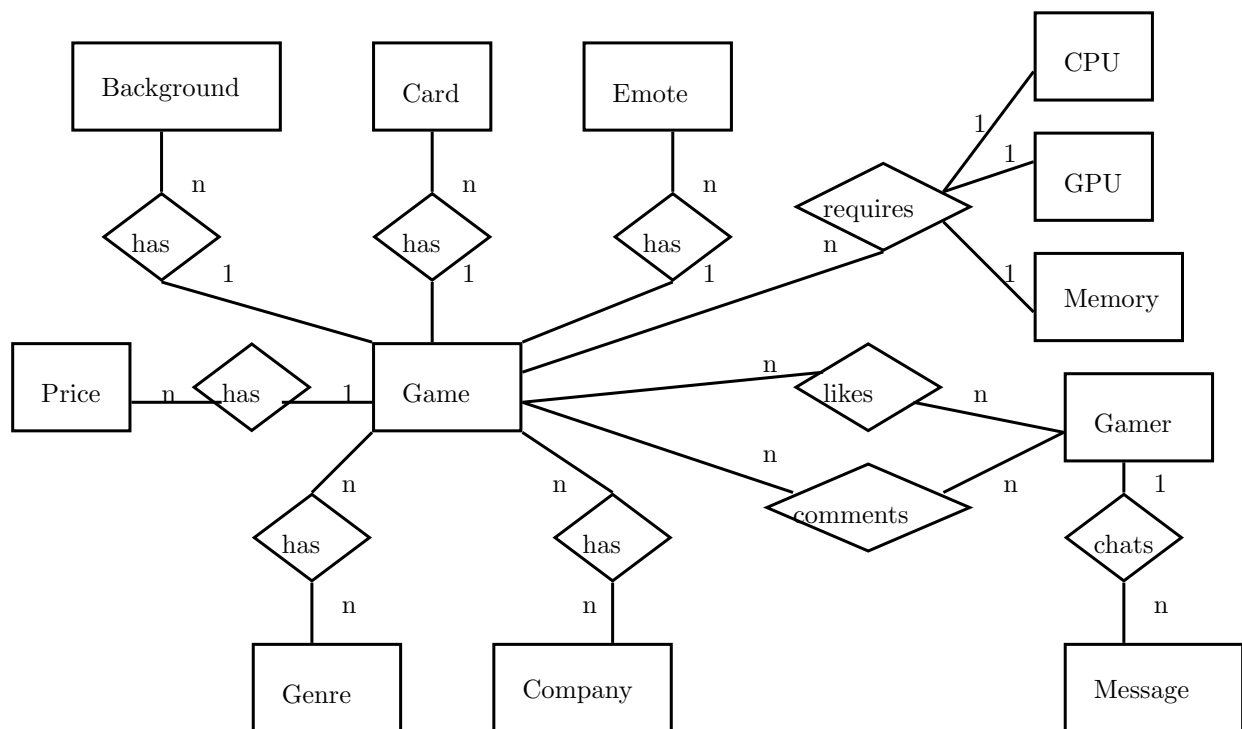 CPU
Background
Card
Emote
1
1
GPU
n
n
n
requires
has
has
has
n
1
1
1
1
Memory
n
Price
n
has
1
Game
likes
n
Gamer
n
n
n
n
n
1
comments
has
has
chats
n
n
n
Genre
Company
Message